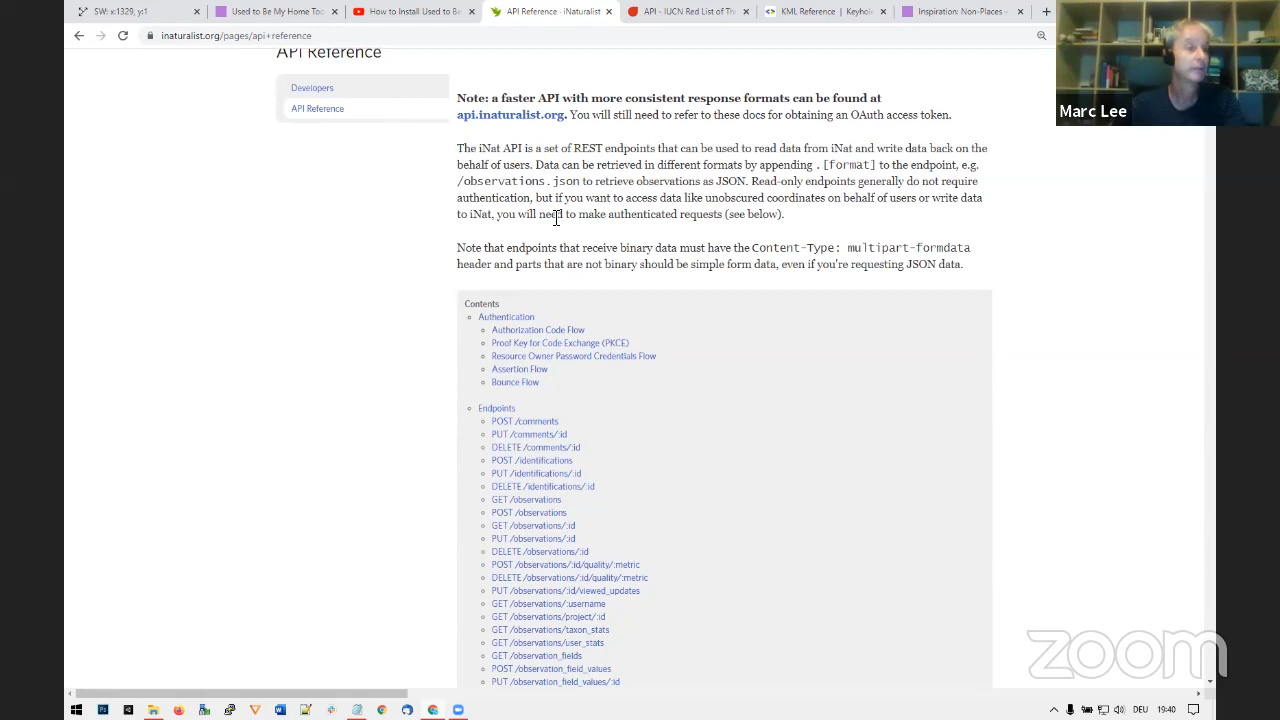 SW: x:1329, y:1
Used to Be My Home Too
How to Install Used to Be
API Reference - iNaturalist
API - IUCN Red List of Th
KML Reference | Keyhole
Inspiration: Non-Places –
inaturalist.org/pages/api+reference
API Reference
Developers
API Reference
Note: a faster API with more consistent response formats can be found at
api.inaturalist.org. You will still need to refer to these docs for obtaining an OAuth access token.
The iNat API is a set of REST endpoints that can be used to read data from iNat and write data back on the
behalf of users. Data can be retrieved in different formats by appending .[format] to the endpoint, e.g.
/observations.json to retrieve observations as JSON. Read-only endpoints generally do not require
authentication, but if you want to access data like unobscured coordinates on behalf of users or write data
to iNat, you will need to make authenticated requests (see below).
Note that endpoints that receive binary data must have the Content-Type: multipart-formdata
header and parts that are not binary should be simple form data, even if you're requesting JSON data.
Contents
Authentication
Authorization Code Flow
Proof Key for Code Exchange (PKCE)
Resource Owner Password Credentials Flow
Assertion Flow
Bounce Flow
Endpoints
POST /comments
PUT /comments/:id
DELETE /comments/:id
POST /identifications
PUT /identifications/:id
DELETE /identifications/:id
GET /observations
POST /observations
GET /observations/:id
PUT /observations/:id
DELETE /observations/:id
POST /observations/:id/quality/:metric
DELETE /observations/:id/quality/:metric
PUT /observations/:id/viewed_updates
GET /observations/:username
GET /observations/project/:id
GET /observations/taxon_stats
GET /observations/user_stats
GET /observation_fields
POST /observation_field_values
PUT /observation_field_values/:id
Marc Lee
zoom
DEU
19:40